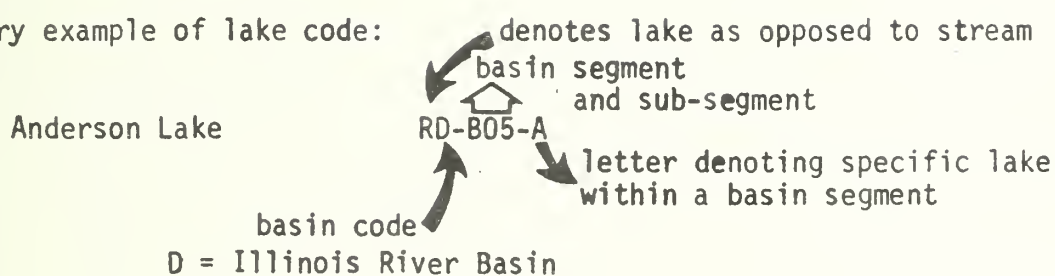 ry example of lake code:
denotes lake as opposed to stream
basin segment
and sub-segment
Anderson Lake
RD-B05-A
letter denoting specific lake
within a basin segment
basin code
D = Illinois River Basin